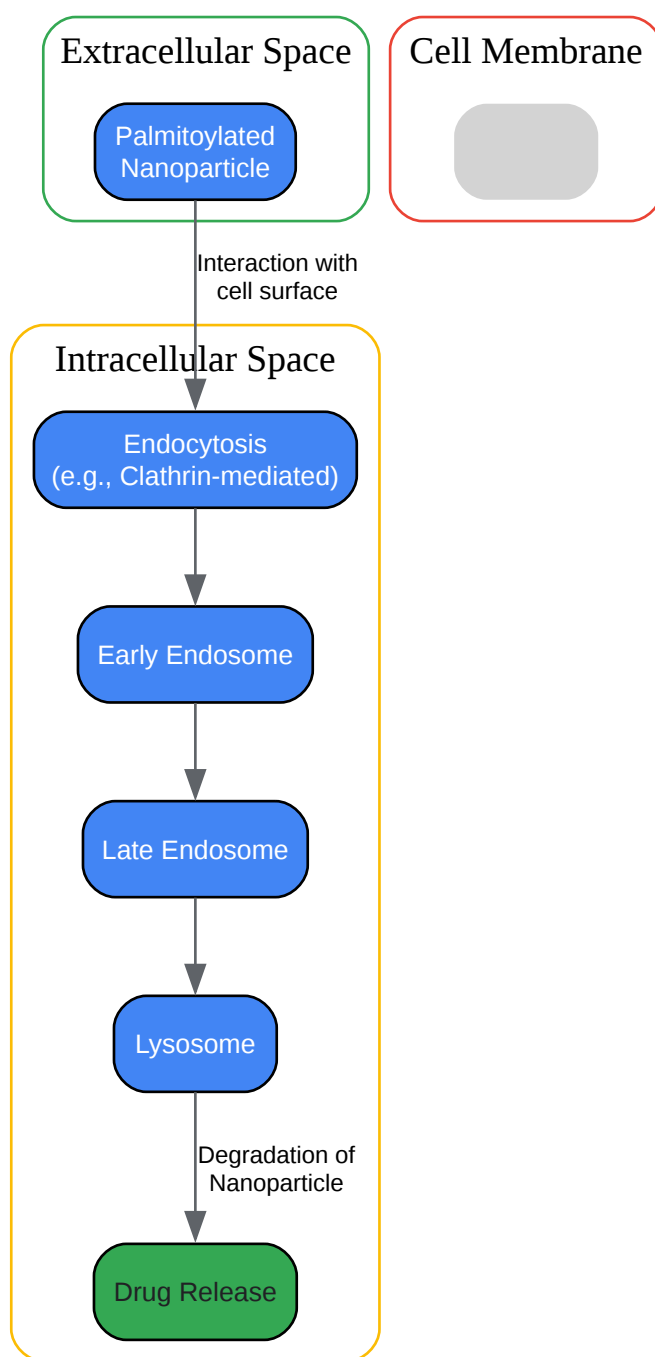 Extracellular Space
Cell Membrane
Palmitoylated
Nanoparticle
Interaction with
cell surface
Intracellular Space
Endocytosis
(e.g., Clathrin-mediated)
Early Endosome
Late Endosome
Lysosome
Degradation of
Nanoparticle
Drug Release